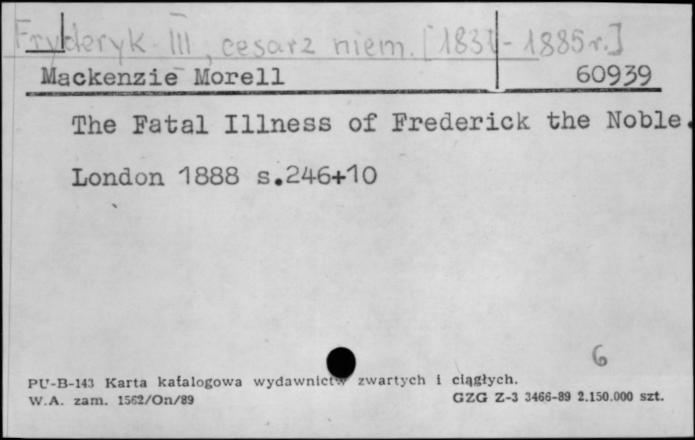 Fryderyk III, cesarz niem. [1831-1885r.]
Mackenzie Morell 60939
The Fatal Illness of Frederick the Noble.
London 1888 s.246+10
6
PU-B-143 Karta katalogowa wydawnictw zwartych i ciągłych.
W.A. zam. 1562/On/89 GZG Z-3 3466-89 2.150.000 szt.